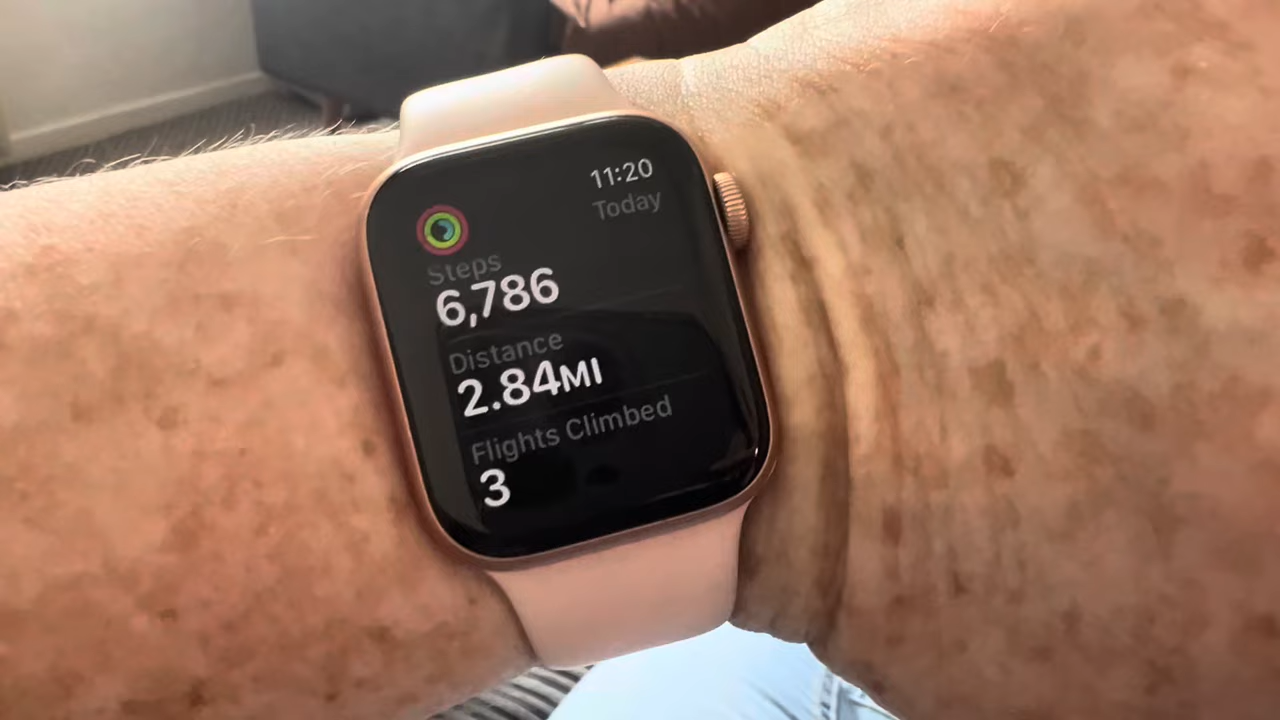 11:20
Today
Steps
6,786
Distance
2.84MI
Flights Climbed
3